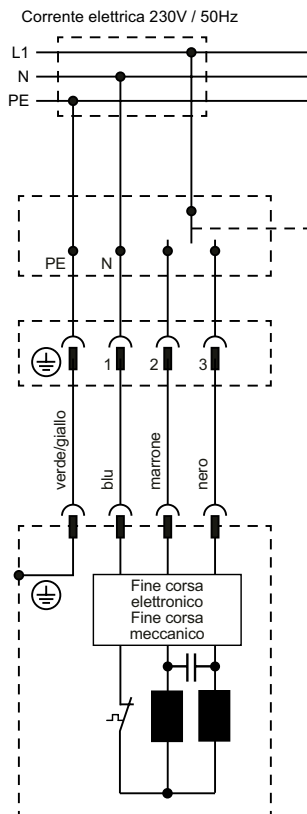 Corrente elettrica 230V / 50Hz
L1
N
PE
PE N
1 2 3
verde/giallo
blu
marrone
nero
Fine corsa
elettronico
Fine corsa
meccanico